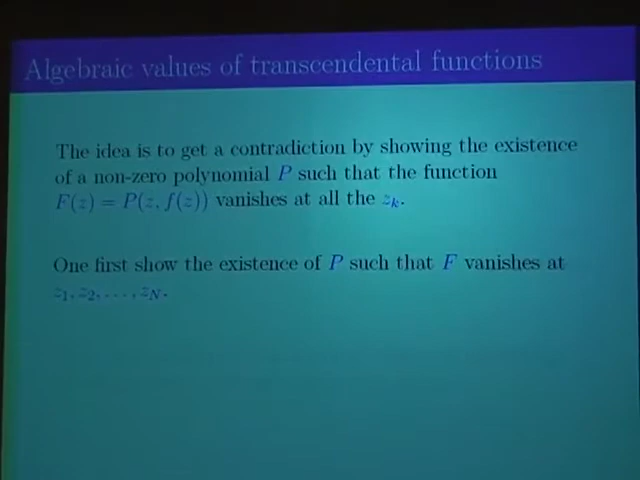 Algebraic values of transcendental functions
The idea is to get a contradiction by showing the existence
of a non-zero polynomial P such that the function
F(z) = P(z, f(z)) vanishes at all the z_k.
One first show the existence of P such that F vanishes at
z_1, z_2, ..., z_N.